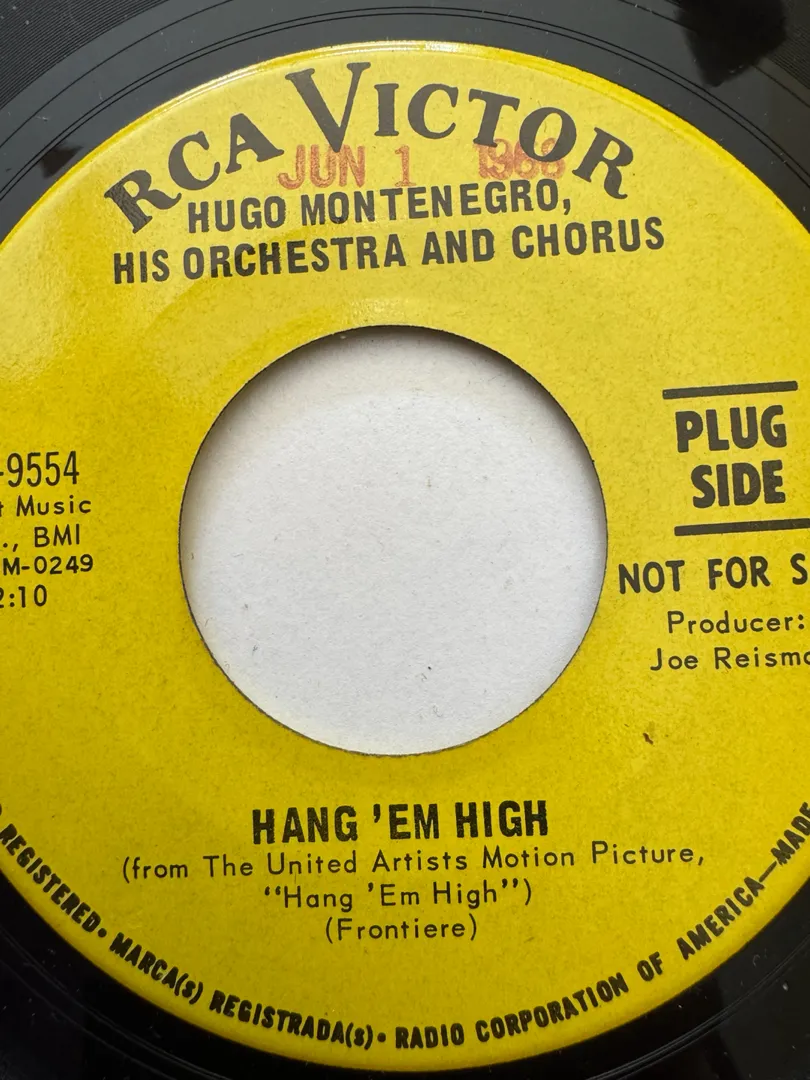 RCA VICTOR
JUN 1 1968
HUGO MONTENEGRO,
HIS ORCHESTRA AND CHORUS
-9554
t Music
., BMI
M-0249
2:10
PLUG
SIDE
NOT FOR S
Producer:
Joe Reisma
HANG 'EM HIGH
(from The United Artists Motion Picture,
"Hang 'Em High")
(Frontiere)
REGISTERED • MARCA(s) REGISTRADA(s) • RADIO CORPORATION OF AMERICA—MADE